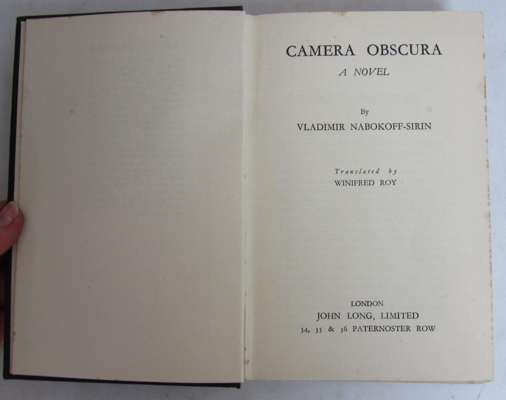 CAMERA OBSCURA
A NOVEL
By
VLADIMIR NABOKOFF-SIRIN
Translated by
WINIFRED ROY
LONDON
JOHN LONG, LIMITED
34, 35 & 36 PATERNOSTER ROW